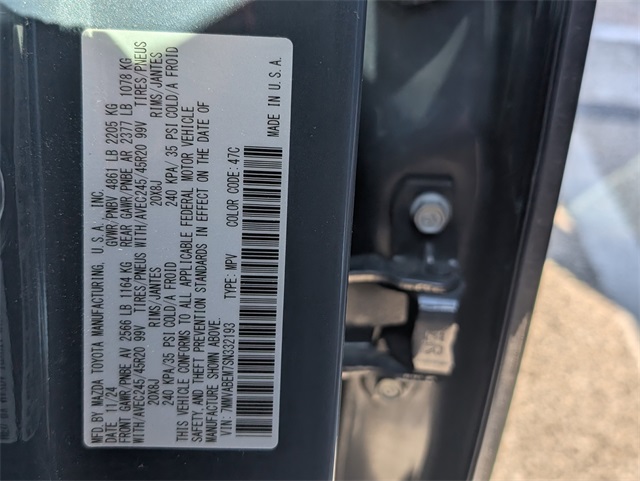 MAZDA TOYOTA MANUFACTURING, U.S.A., INC.
DATE 11/24 GVWR/PNBV 4861 LB 2205 KG
FRONT GAWR/PNBE AV 2566 LB 1164 KG REAR GAWR/PNBE AR 2377 LB 1078 KG
WITH/AVEC245/45R20 99V TIRES/PNEUS WITH/AVEC245/45R20 99V TIRES/PNEUS
20X8J RIMS/JANTES 20X8J RIMS/JANTES
240 KPA/35 PSI COLD/A FROID 240 KPA/35 PSI COLD/A FROID
THIS VEHICLE CONFORMS TO ALL APPLICABLE FEDERAL MOTOR VEHICLE
SAFETY, AND THEFT PREVENTION STANDARDS IN EFFECT ON THE DATE OF
MANUFACTURE SHOWN ABOVE.
VIN: 7MMVABEM7SN332193 TYPE: MPV COLOR CODE: 47C MADE IN U.S.A.